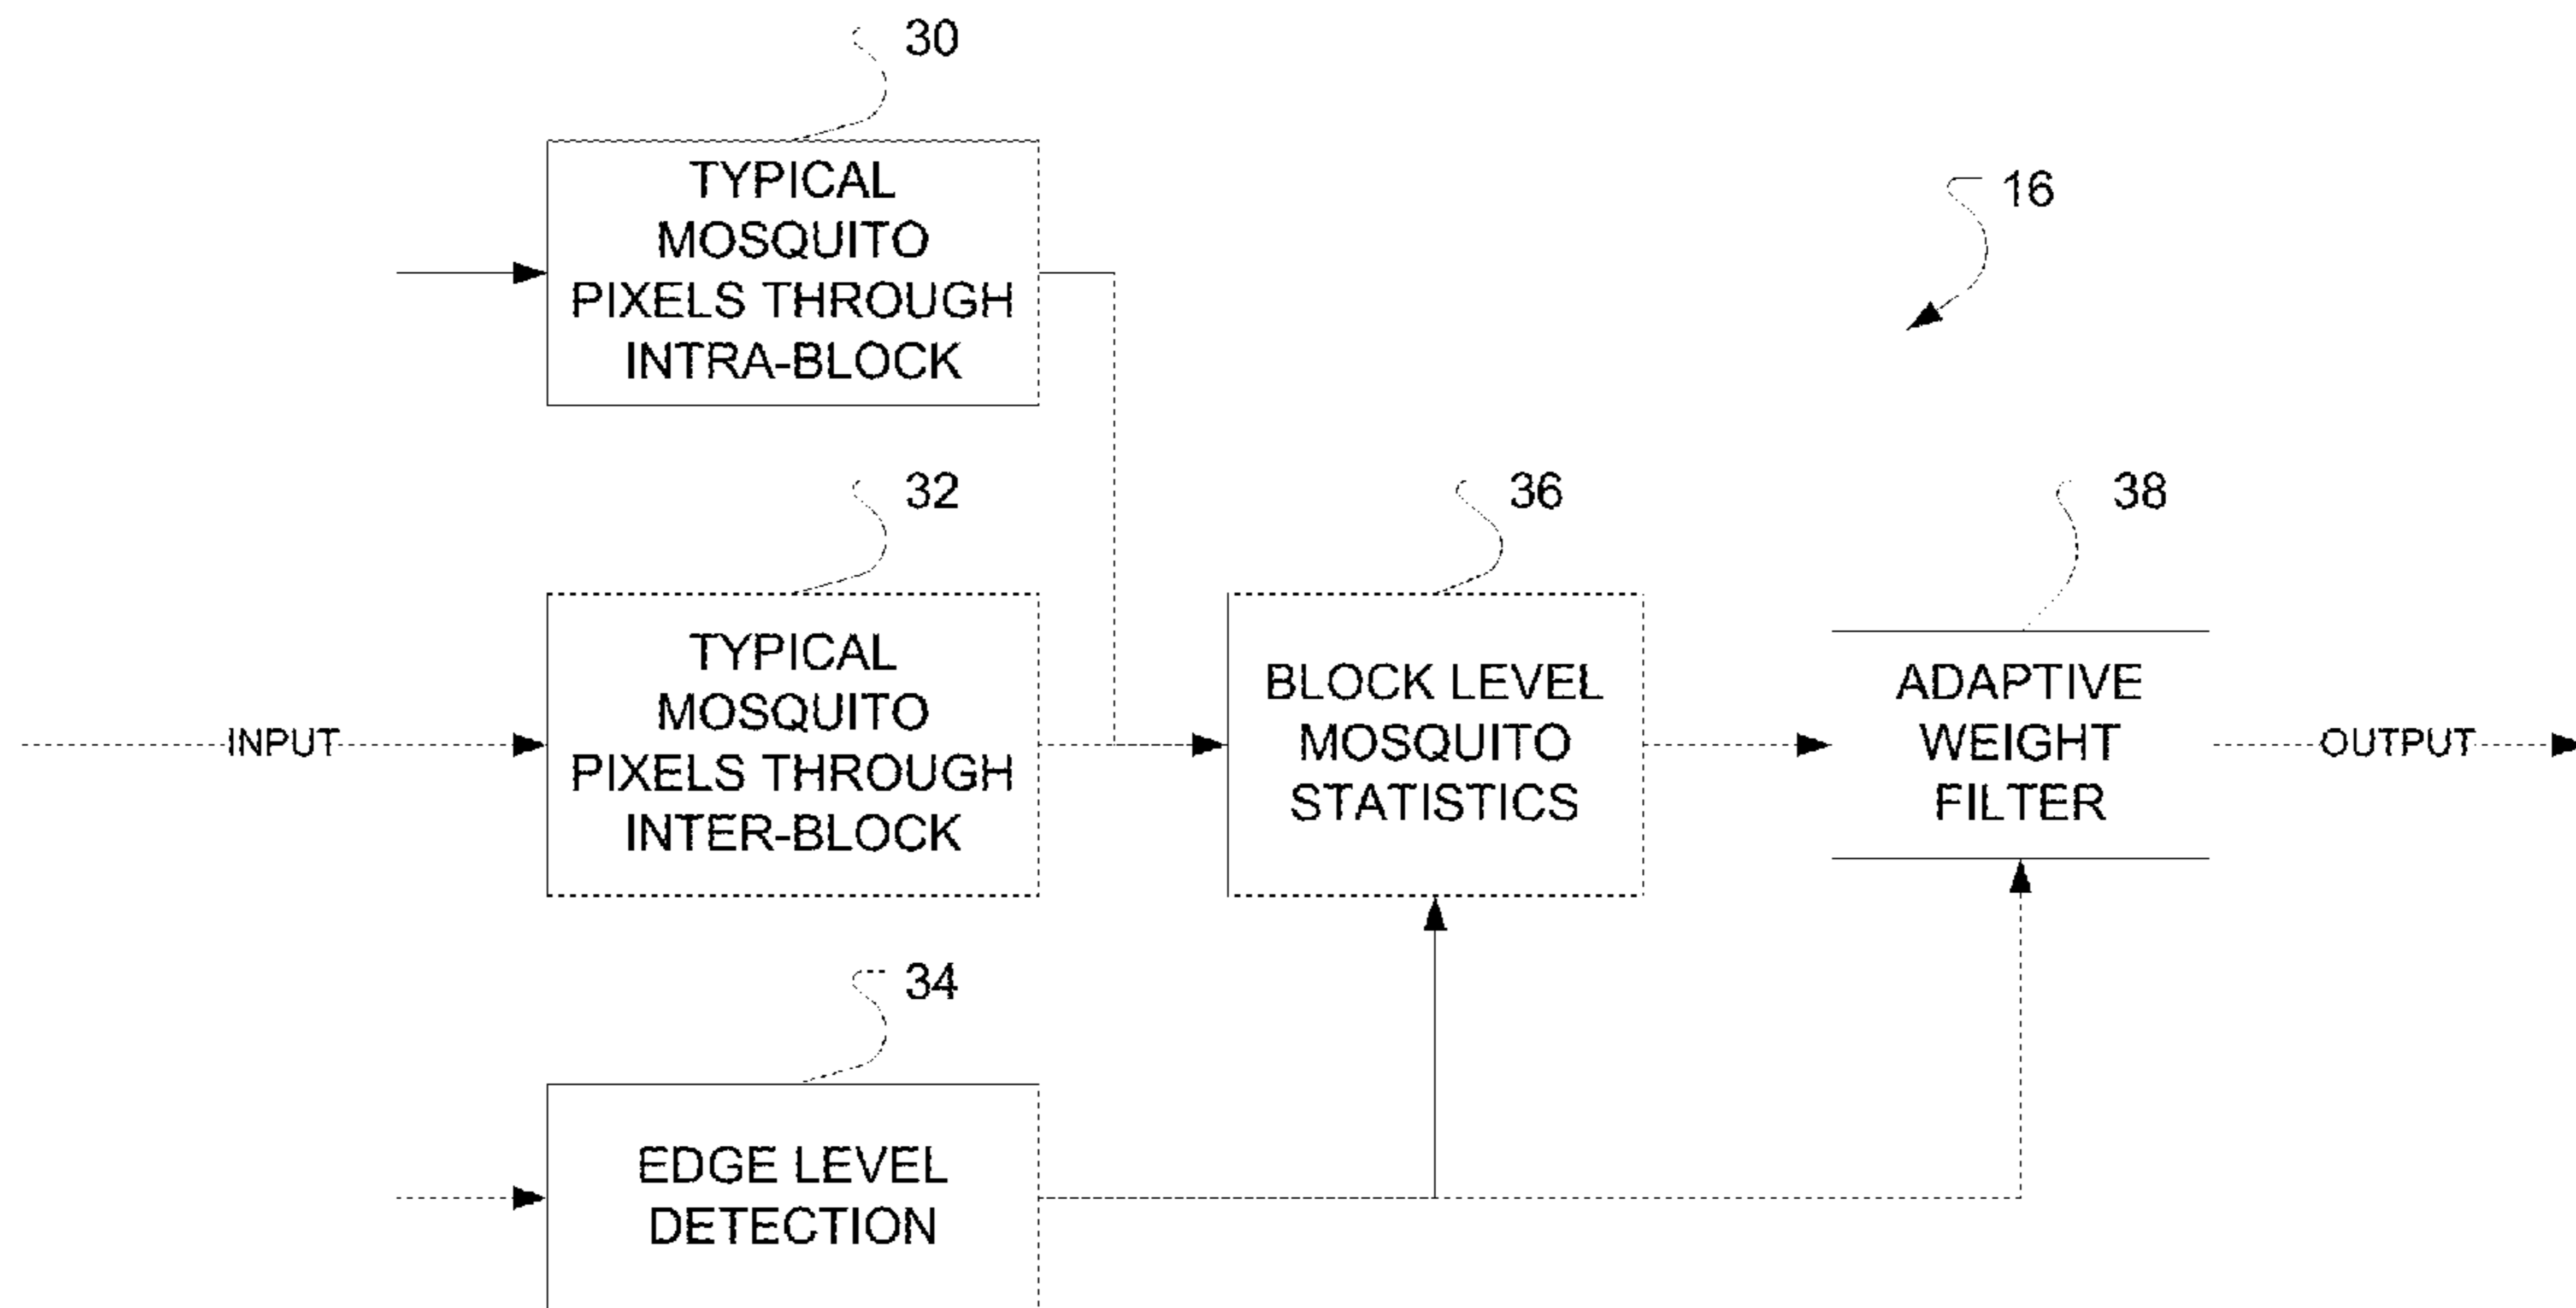 30
TYPICAL
MOSQUITO
PIXELS THROUGH
INTRA-BLOCK
16
32
TYPICAL
MOSQUITO
PIXELS THROUGH
INTER-BLOCK
36
BLOCK LEVEL
MOSQUITO
STATISTICS
38
ADAPTIVE
WEIGHT
FILTER
INPUT
OUTPUT
34
EDGE LEVEL
DETECTION